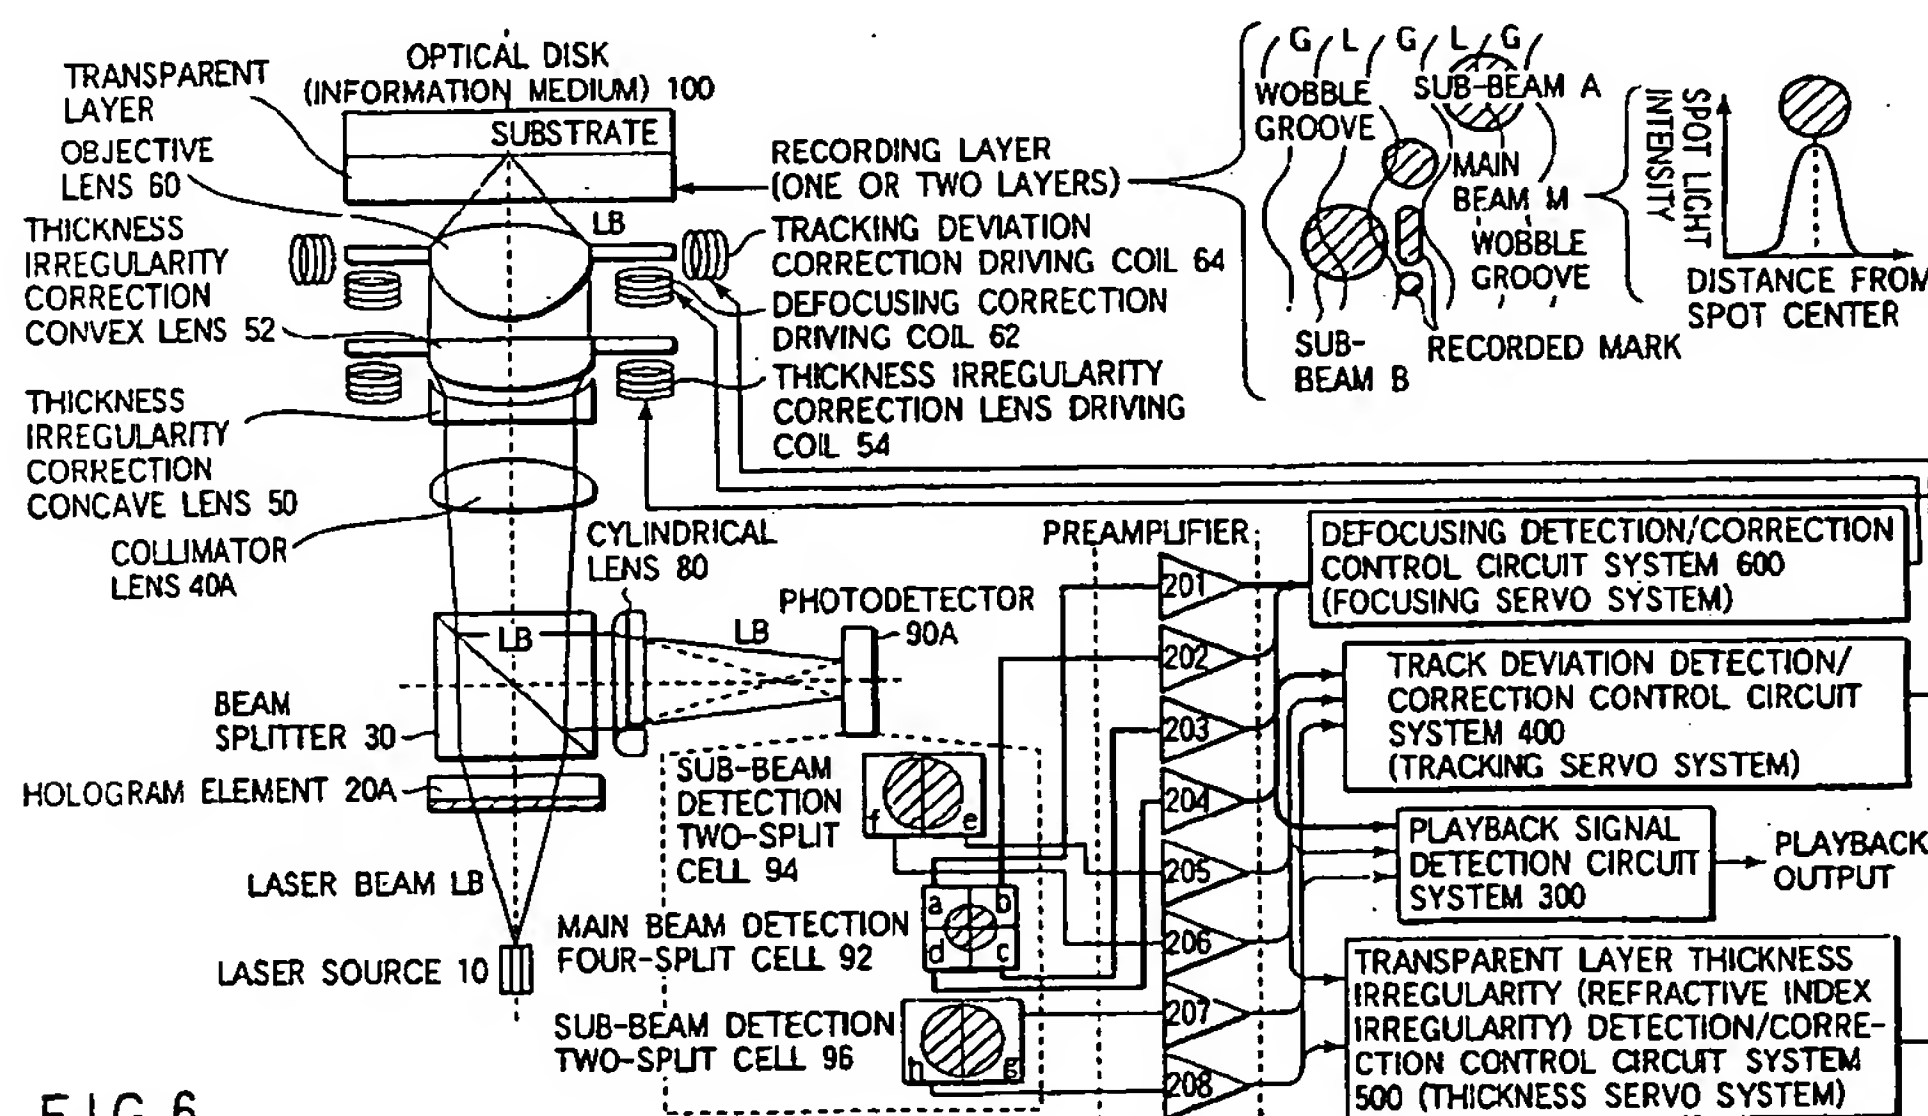 OPTICAL DISK
(INFORMATION MEDIUM) 100
TRANSPARENT
LAYER
SUBSTRATE
OBJECTIVE
LENS 60
RECORDING LAYER
(ONE OR TWO LAYERS)
LB
THICKNESS
IRREGULARITY
CORRECTION
CONVEX LENS 52
TRACKING DEVIATION
CORRECTION DRIVING COIL 64
DEFOCUSING CORRECTION
DRIVING COIL 62
THICKNESS IRREGULARITY
CORRECTION LENS DRIVING
COIL 54
THICKNESS
IRREGULARITY
CORRECTION
CONCAVE LENS 50
COLLIMATOR
LENS 40A
G L G L G
WOBBLE
GROOVE
SUB-BEAM A
MAIN
BEAM M
WOBBLE
GROOVE
SUB-
BEAM B
RECORDED MARK
SPOT LIGHT
INTENSITY
DISTANCE FROM
SPOT CENTER
CYLINDRICAL
LENS 80
PHOTODETECTOR
90A
LB
LB
BEAM
SPLITTER 30
HOLOGRAM ELEMENT 20A
LASER BEAM LB
LASER SOURCE 10
SUB-BEAM
DETECTION
TWO-SPLIT
CELL 94
f e
MAIN BEAM DETECTION
FOUR-SPLIT CELL 92
a b
d c
SUB-BEAM DETECTION
TWO-SPLIT CELL 96
h g
PREAMPLIFIER
201
202
203
204
205
206
207
208
DEFOCUSING DETECTION/CORRECTION
CONTROL CIRCUIT SYSTEM 600
(FOCUSING SERVO SYSTEM)
TRACK DEVIATION DETECTION/
CORRECTION CONTROL CIRCUIT
SYSTEM 400
(TRACKING SERVO SYSTEM)
PLAYBACK SIGNAL
DETECTION CIRCUIT
SYSTEM 300
PLAYBACK
OUTPUT
TRANSPARENT LAYER THICKNESS
IRREGULARITY (REFRACTIVE INDEX
IRREGULARITY) DETECTION/CORRE-
CTION CONTROL CIRCUIT SYSTEM
500 (THICKNESS SERVO SYSTEM)
FIG. 6